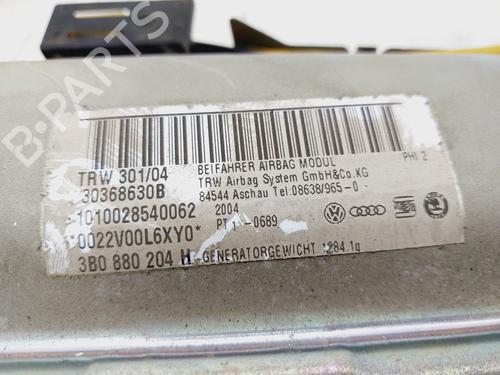 B-PARTS
TRW 301/04
30368630B
1010028540062
*0022V00L6XY0*
3B0 880 204 H
BEIFAHRER AIRBAG MODUL
TRW Airbag System GmbH&Co.KG
84544 Aschau Tel:08638/965-0
2004
PT1 -0689
GENERATORGEWICHT 1284.1g
PHI 2